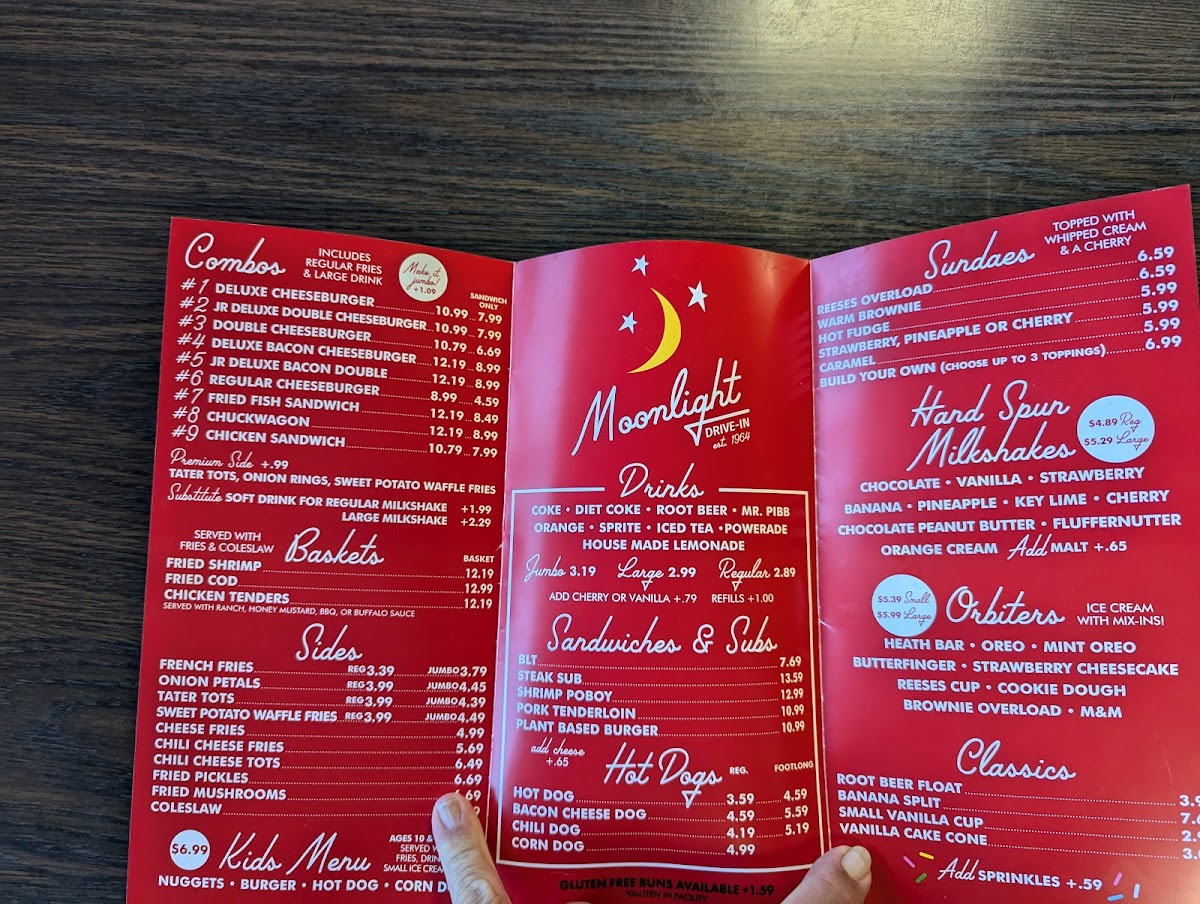 Combos
INCLUDES
REGULAR FRIES
& LARGE DRINK
Make it
jumbo!
+1.09
SANDWICH
ONLY
#1 DELUXE CHEESEBURGER 10.99 7.99
#2 JR DELUXE DOUBLE CHEESEBURGER 10.99 7.99
#3 DOUBLE CHEESEBURGER 10.79 6.69
#4 DELUXE BACON CHEESEBURGER 12.19 8.99
#5 JR DELUXE BACON DOUBLE 12.19 8.99
#6 REGULAR CHEESEBURGER 8.99 4.59
#7 FRIED FISH SANDWICH 12.19 8.49
#8 CHUCKWAGON 12.19 8.99
#9 CHICKEN SANDWICH 10.79 7.99
Premium Side +.99
TATER TOTS, ONION RINGS, SWEET POTATO WAFFLE FRIES
Substitute SOFT DRINK FOR REGULAR MILKSHAKE +1.99
LARGE MILKSHAKE +2.29
SERVED WITH
FRIES & COLESLAW
Baskets
BASKET
FRIED SHRIMP 12.19
FRIED COD 12.99
CHICKEN TENDERS 12.19
SERVED WITH RANCH, HONEY MUSTARD, BBQ, OR BUFFALO SAUCE
Sides
FRENCH FRIES REG 3.39 JUMBO 3.79
ONION PETALS REG 3.99 JUMBO 4.45
TATER TOTS REG 3.99 JUMBO 4.39
SWEET POTATO WAFFLE FRIES REG 3.99 JUMBO 4.49
CHEESE FRIES 4.99
CHILI CHEESE FRIES 5.69
CHILI CHEESE TOTS 6.49
FRIED PICKLES 6.69
FRIED MUSHROOMS .69
COLESLAW
$6.99
Kids Menu
AGES 10 &
SERVED W
FRIES, DRIN
SMALL ICE CREA
NUGGETS • BURGER • HOT DOG • CORN D
Moonlight
DRIVE-IN
est. 1964
Drinks
COKE • DIET COKE • ROOT BEER • MR. PIBB
ORANGE • SPRITE • ICED TEA •POWERADE
HOUSE MADE LEMONADE
Jumbo 3.19 Large 2.99 Regular 2.89
ADD CHERRY OR VANILLA +.79 REFILLS +1.00
Sandwiches & Subs
BLT 7.69
STEAK SUB 13.59
SHRIMP POBOY 12.99
PORK TENDERLOIN 10.99
PLANT BASED BURGER 10.99
add cheese
+.65
Hot Dogs
REG. FOOTLONG
HOT DOG 3.59 4.59
BACON CHEESE DOG 4.59 5.59
CHILI DOG 4.19 5.19
CORN DOG 4.99
GLUTEN FREE BUNS AVAILABLE +1.59
*GLUTEN IN FACILITY
Sundaes
TOPPED WITH
WHIPPED CREAM
& A CHERRY
REESES OVERLOAD 6.59
WARM BROWNIE 6.59
HOT FUDGE 5.99
STRAWBERRY, PINEAPPLE OR CHERRY 5.99
CARAMEL 5.99
BUILD YOUR OWN (CHOOSE UP TO 3 TOPPINGS) 6.99
Hand Spun
Milkshakes
$4.89 Reg
$5.29 Large
CHOCOLATE • VANILLA • STRAWBERRY
BANANA • PINEAPPLE • KEY LIME • CHERRY
CHOCOLATE PEANUT BUTTER • FLUFFERNUTTER
ORANGE CREAM Add MALT +.65
$5.39 Small
$5.99 Large
Orbiters
ICE CREAM
WITH MIX-INS!
HEATH BAR • OREO • MINT OREO
BUTTERFINGER • STRAWBERRY CHEESECAKE
REESES CUP • COOKIE DOUGH
BROWNIE OVERLOAD • M&M
Classics
ROOT BEER FLOAT 3.9
BANANA SPLIT 7.6
SMALL VANILLA CUP 2.
VANILLA CAKE CONE 3.
Add SPRINKLES +.59